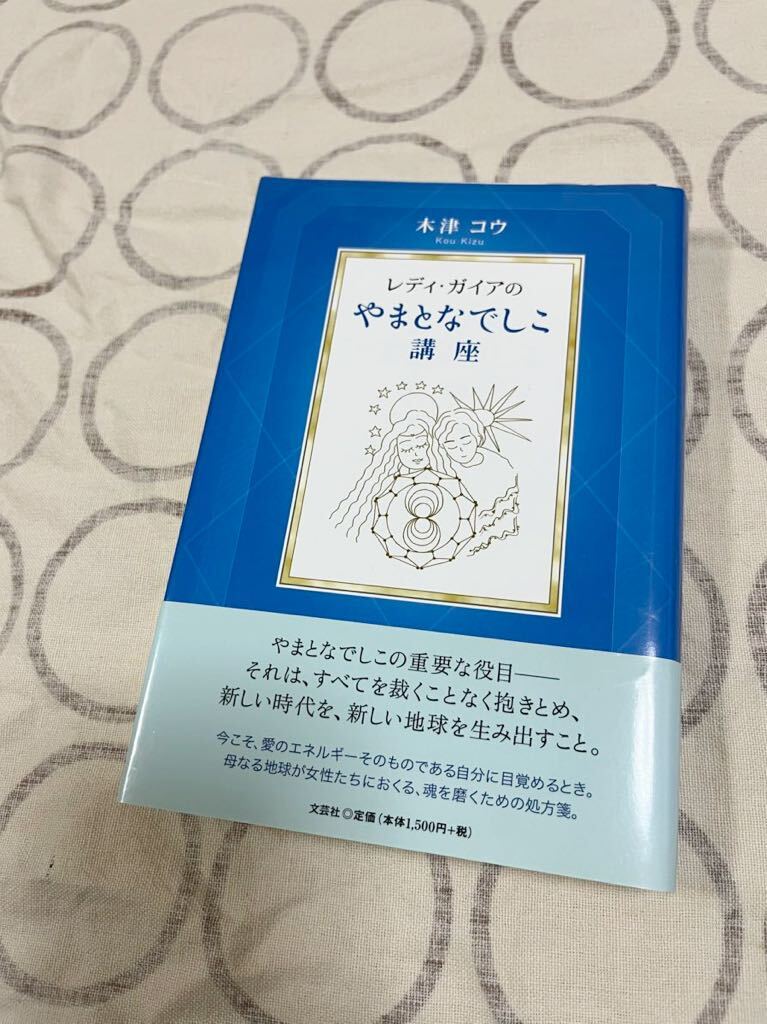 木津 コウ
Kou Kizu
レディ・ガイアの
やまとなでしこ
講座
やまとなでしこの重要な役目――
それは、すべてを裁くことなく抱きとめ、
新しい時代を、新しい地球を生み出すこと。
今こそ、愛のエネルギーそのものである自分に目覚めるとき。
母なる地球が女性たちにおくる、魂を磨くための処方箋。
文芸社◎定価（本体1,500円+税）